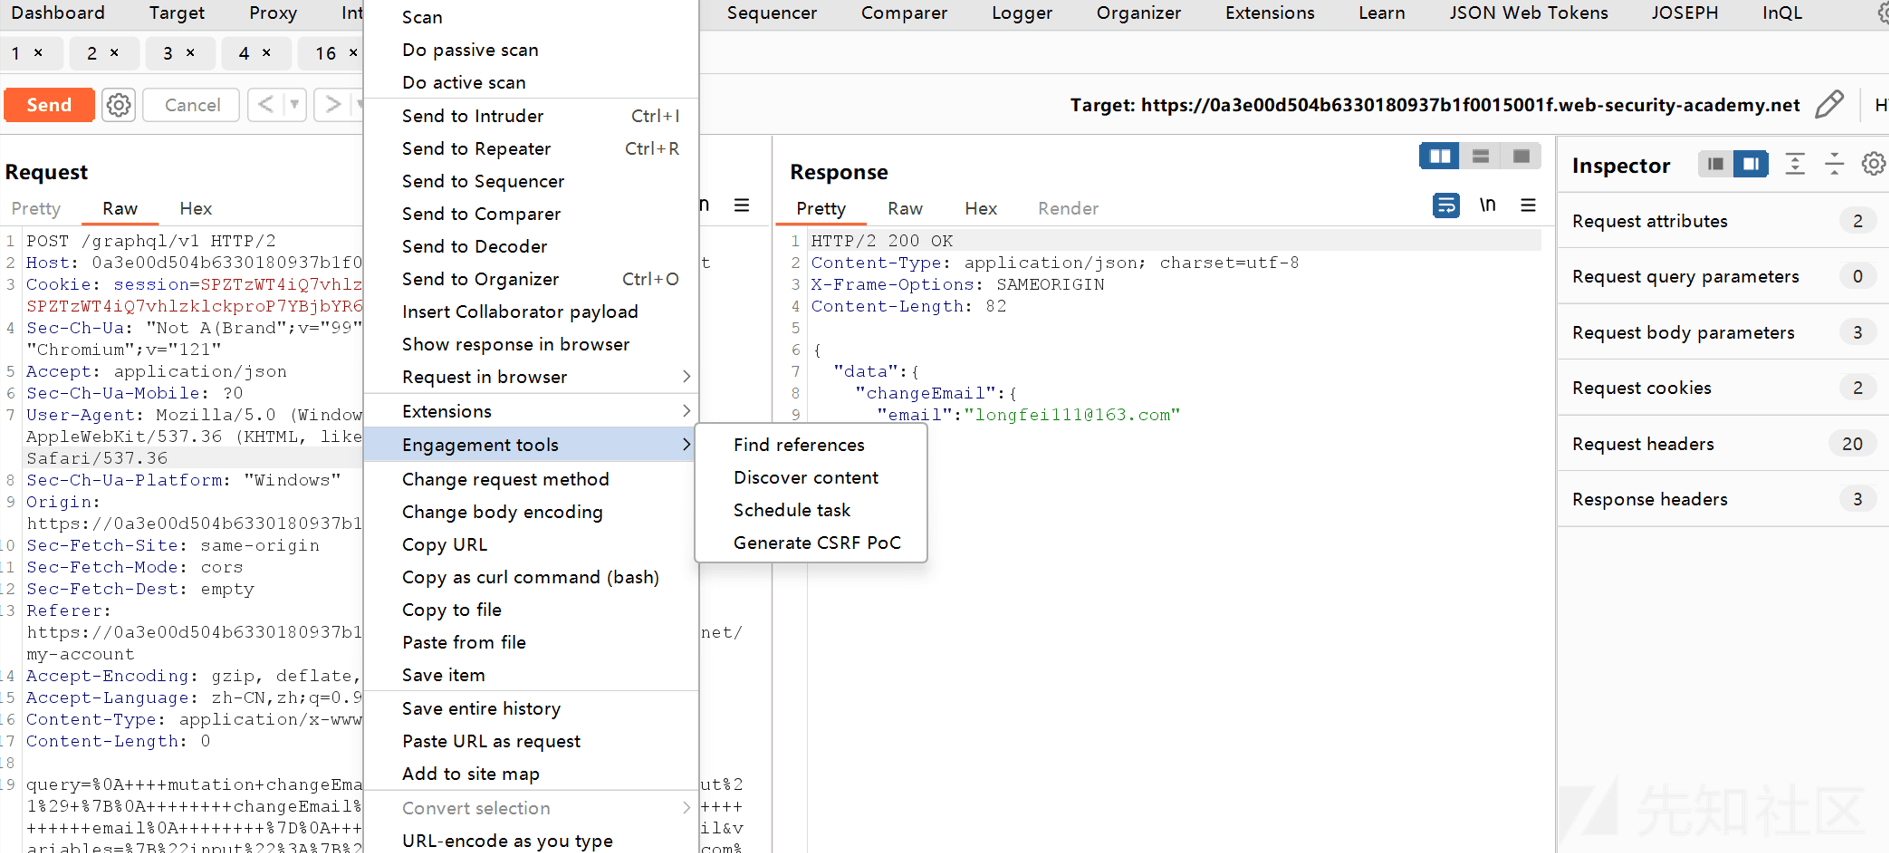 Dashboard Target Proxy Int Sequencer Comparer Logger Organizer Extensions Learn JSON Web Tokens JOSEPH InQL
1 × 2 × 3 × 4 × 16 ×
Send Cancel < > Target: https://0a3e00d504b6330180937b1f0015001f.web-security-academy.net
Request
Pretty Raw Hex \n
1 POST /graphql/v1 HTTP/2
2 Host: 0a3e00d504b6330180937b1f0 t
3 Cookie: session=SPZTzWT4iQ7vhlz
SPZTzWT4iQ7vhlzklckproP7YBjbYR6
4 Sec-Ch-Ua: "Not A(Brand";v="99"
"Chromium";v="121"
5 Accept: application/json
6 Sec-Ch-Ua-Mobile: ?0
7 User-Agent: Mozilla/5.0 (Window
AppleWebKit/537.36 (KHTML, like
Safari/537.36
8 Sec-Ch-Ua-Platform: "Windows"
9 Origin:
https://0a3e00d504b6330180937b1
10 Sec-Fetch-Site: same-origin
11 Sec-Fetch-Mode: cors
12 Sec-Fetch-Dest: empty
13 Referer:
https://0a3e00d504b6330180937b1 net/
my-account
14 Accept-Encoding: gzip, deflate,
15 Accept-Language: zh-CN,zh;q=0.9
16 Content-Type: application/x-www
17 Content-Length: 0
18
19 query=%0A++++mutation+changeEma ut%2
1%29+%7B%0A++++++++changeEmail% ++++
++++++email%0A++++++++%7D%0A+++ il&v
ariables=%7B%22input%22%3A%7B%2 com%
Scan
Do passive scan
Do active scan
Send to Intruder Ctrl+I
Send to Repeater Ctrl+R
Send to Sequencer
Send to Comparer
Send to Decoder
Send to Organizer Ctrl+O
Insert Collaborator payload
Show response in browser
Request in browser >
Extensions >
Engagement tools >
Change request method
Change body encoding
Copy URL
Copy as curl command (bash)
Copy to file
Paste from file
Save item
Save entire history
Paste URL as request
Add to site map
Convert selection >
URL-encode as you type
Find references
Discover content
Schedule task
Generate CSRF PoC
Response
Pretty Raw Hex Render \n
1 HTTP/2 200 OK
2 Content-Type: application/json; charset=utf-8
3 X-Frame-Options: SAMEORIGIN
4 Content-Length: 82
5
6 {
7 "data":{
8 "changeEmail":{
9 "email":"longfei111@163.com"
Inspector
Request attributes 2
Request query parameters 0
Request body parameters 3
Request cookies 2
Request headers 20
Response headers 3
先知社区